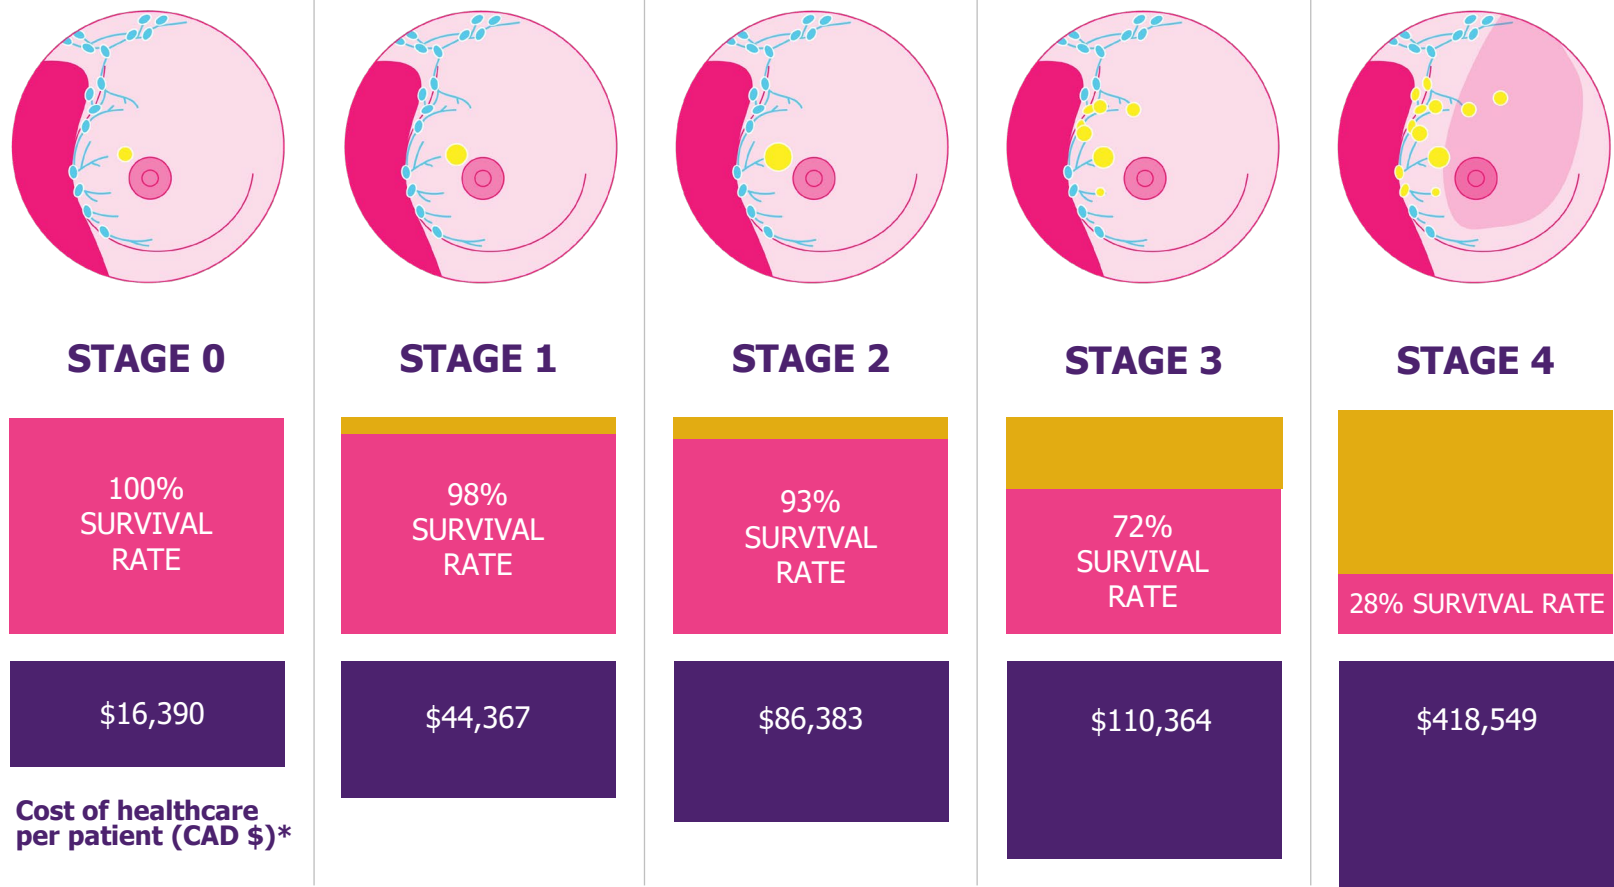 STAGE 0
STAGE 1
STAGE 2
STAGE 3
STAGE 4
100%
SURVIVAL
RATE
98%
SURVIVAL
RATE
93%
SURVIVAL
RATE
72%
SURVIVAL
RATE
28% SURVIVAL RATE
$16,390
$44,367
$86,383
$110,364
$418,549
Cost of healthcare
per patient (CAD $)*